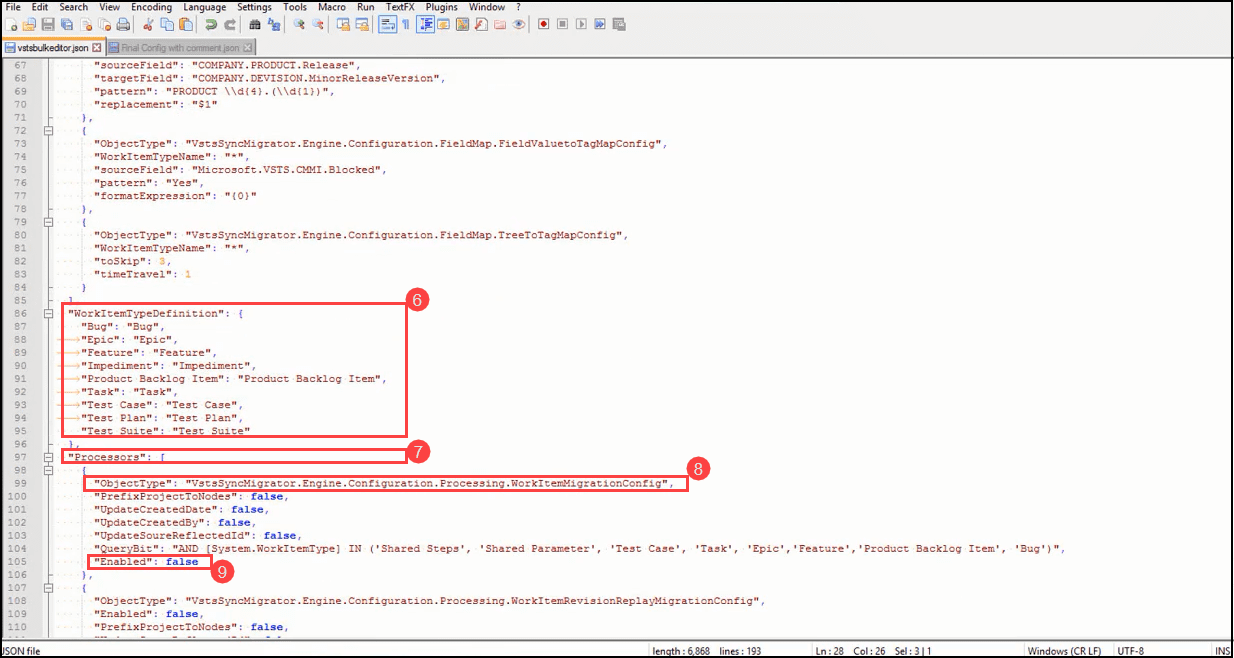 File Edit Search View Encoding Language Settings Tools Macro Run TextFX Plugins Window ?
vstsbulkeditor.json Final Config with comment.json
67 "sourceField": "COMPANY.PRODUCT.Release",
68 "targetField": "COMPANY.DEVISION.MinorReleaseVersion",
69 "pattern": "PRODUCT \\d{4}.(\\d{1})",
70 "replacement": "$1"
71 },
72 {
73 "ObjectType": "VstsSyncMigrator.Engine.Configuration.FieldMap.FieldValuetoTagMapConfig",
74 "WorkItemTypeName": "*",
75 "sourceField": "Microsoft.VSTS.CMMI.Blocked",
76 "pattern": "Yes",
77 "formatExpression": "{0}"
78 },
79 {
80 "ObjectType": "VstsSyncMigrator.Engine.Configuration.FieldMap.TreeToTagMapConfig",
81 "WorkItemTypeName": "*",
82 "toSkip": 3,
83 "timeTravel": 1
84 }
85 ]
6
86 "WorkItemTypeDefinition": {
87 "Bug": "Bug",
88 "Epic": "Epic",
89 "Feature": "Feature",
90 "Impediment": "Impediment",
91 "Product Backlog Item": "Product Backlog Item",
92 "Task": "Task",
93 "Test Case": "Test Case",
94 "Test Plan": "Test Plan",
95 "Test Suite": "Test Suite"
96 },
97 "Processors": [ 7
98 {
8
99 "ObjectType": "VstsSyncMigrator.Engine.Configuration.Processing.WorkItemMigrationConfig",
100 "PrefixProjectToNodes": false,
101 "UpdateCreatedDate": false,
102 "UpdateCreatedBy": false,
103 "UpdateSoureReflectedId": false,
104 "QueryBit": "AND [System.WorkItemType] IN ('Shared Steps', 'Shared Parameter', 'Test Case', 'Task', 'Epic','Feature','Product Backlog Item', 'Bug')",
105 "Enabled": false 9
106 },
107 {
108 "ObjectType": "VstsSyncMigrator.Engine.Configuration.Processing.WorkItemRevisionReplayMigrationConfig",
109 "Enabled": false,
110 "PrefixProjectToNodes": false,
JSON file length : 6,868 lines : 193 Ln : 28 Col : 26 Sel : 3 | 1 Windows (CR LF) UTF-8 INS